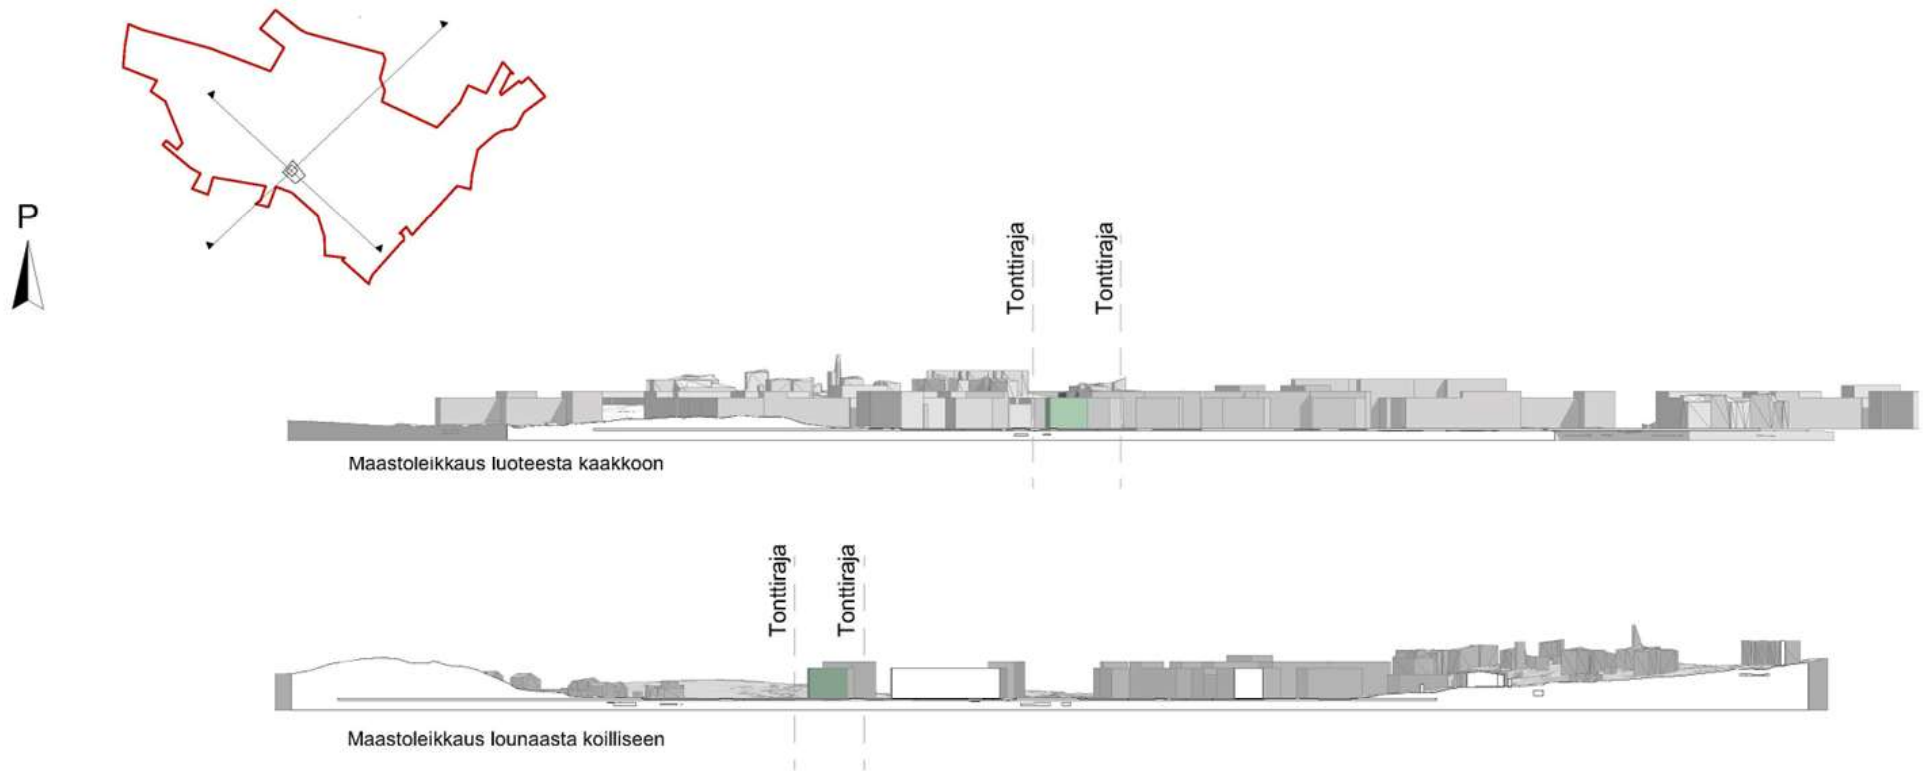 P
Tonttiraja
Tonttiraja
Maastoleikkaus luoteesta kaakkoon
Tonttiraja
Tonttiraja
Maastoleikkaus lounaasta koilliseen